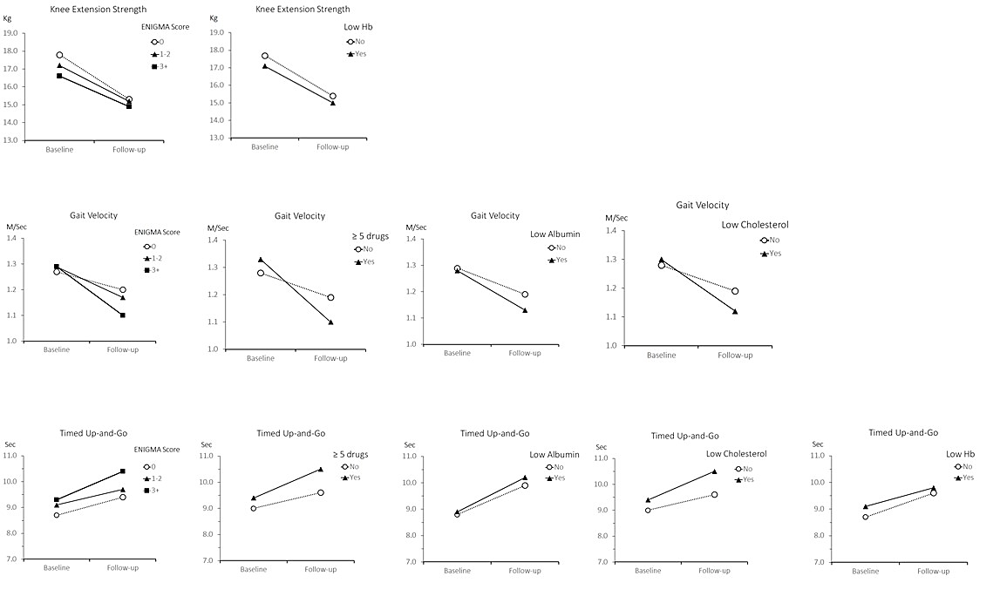 Knee Extension Strength
Kg
ENIGMA Score
0
1-2
3+
19.0
18.0
17.0
16.0
15.0
14.0
13.0
Baseline Follow-up
Knee Extension Strength
Kg
Low Hb
No
Yes
19.0
18.0
17.0
16.0
15.0
14.0
13.0
Baseline Follow-up
Gait Velocity
M/Sec
ENIGMA Score
0
1-2
3+
1.4
1.3
1.2
1.1
1.0
Baseline Follow-up
Gait Velocity
M/Sec
≥ 5 drugs
No
Yes
1.4
1.3
1.2
1.1
1.0
Baseline Follow-up
Gait Velocity
M/Sec
Low Albumin
No
Yes
1.4
1.3
1.2
1.1
1.0
Baseline Follow-up
Gait Velocity
M/Sec
Low Cholesterol
No
Yes
1.4
1.3
1.2
1.1
1.0
Baseline Follow-up
Timed Up-and-Go
Sec
ENIGMA Score
0
1-2
3+
11.0
10.0
9.0
8.0
7.0
Baseline Follow-up
Timed Up-and-Go
Sec
≥ 5 drugs
No
Yes
11.0
10.0
9.0
8.0
7.0
Baseline Follow-up
Timed Up-and-Go
Sec
Low Albumin
No
Yes
11.0
10.0
9.0
8.0
7.0
Baseline Follow-up
Timed Up-and-Go
Sec
Low Cholesterol
No
Yes
11.0
10.0
9.0
8.0
7.0
Baseline Follow-up
Timed Up-and-Go
Sec
Low Hb
No
Yes
11.0
10.0
9.0
8.0
7.0
Baseline Follow-up